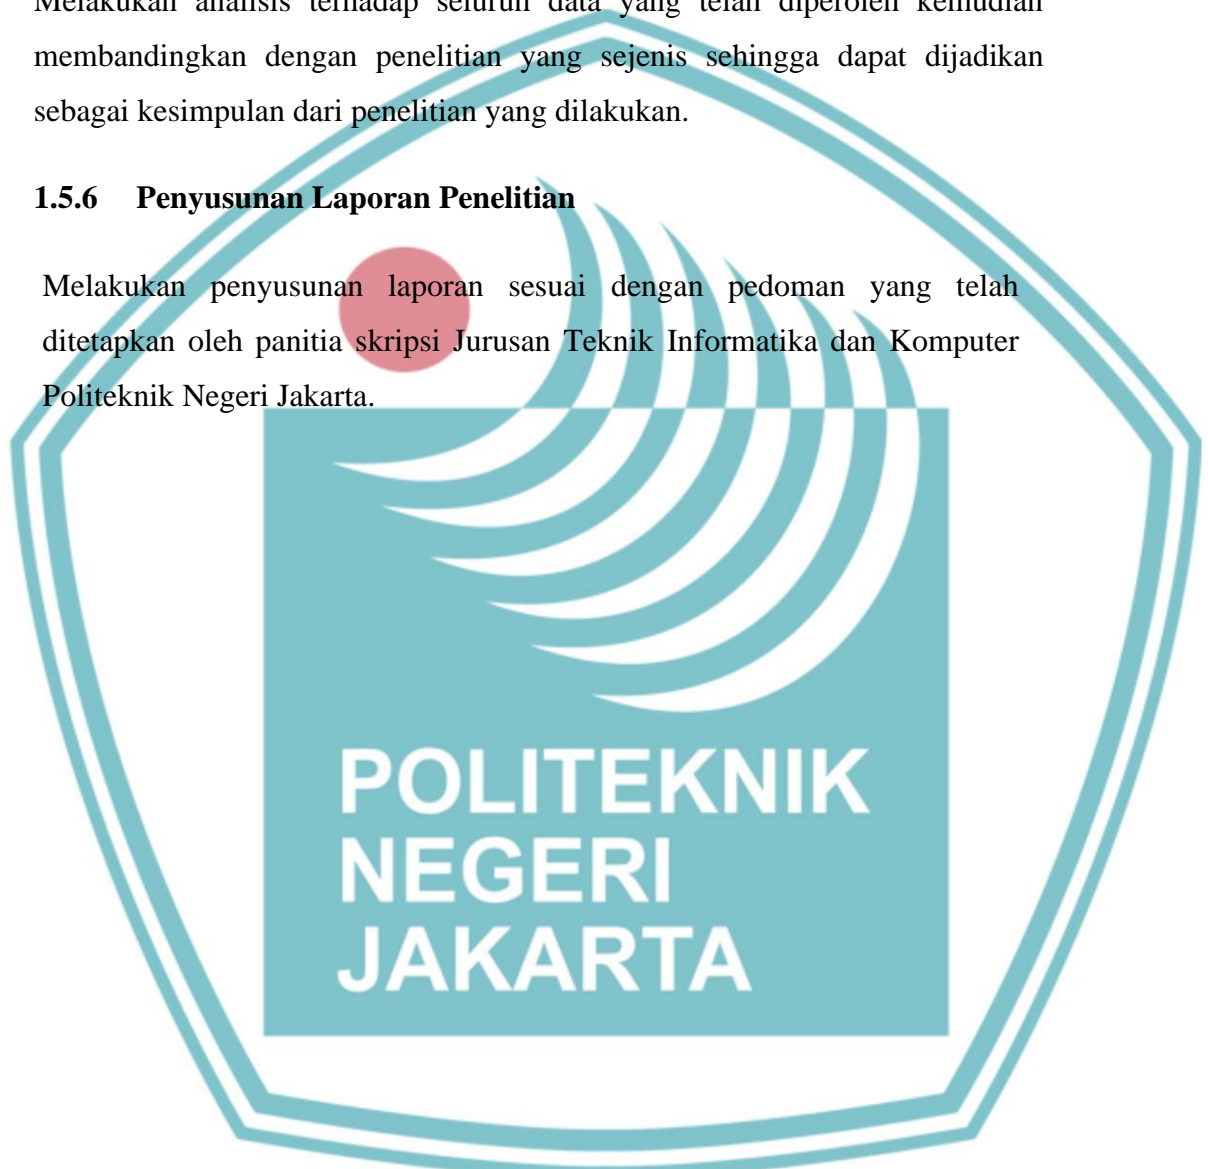 Melakukan analisis terhadap seluruh data yang telah diperoleh kemudian
membandingkan dengan penelitian yang sejenis sehingga dapat dijadikan
sebagai kesimpulan dari penelitian yang dilakukan.
1.5.6 Penyusunan Laporan Penelitian
Melakukan penyusunan laporan sesuai dengan pedoman yang telah
ditetapkan oleh panitia skripsi Jurusan Teknik Informatika dan Komputer
Politeknik Negeri Jakarta.
POLITEKNIK
NEGERI
JAKARTA